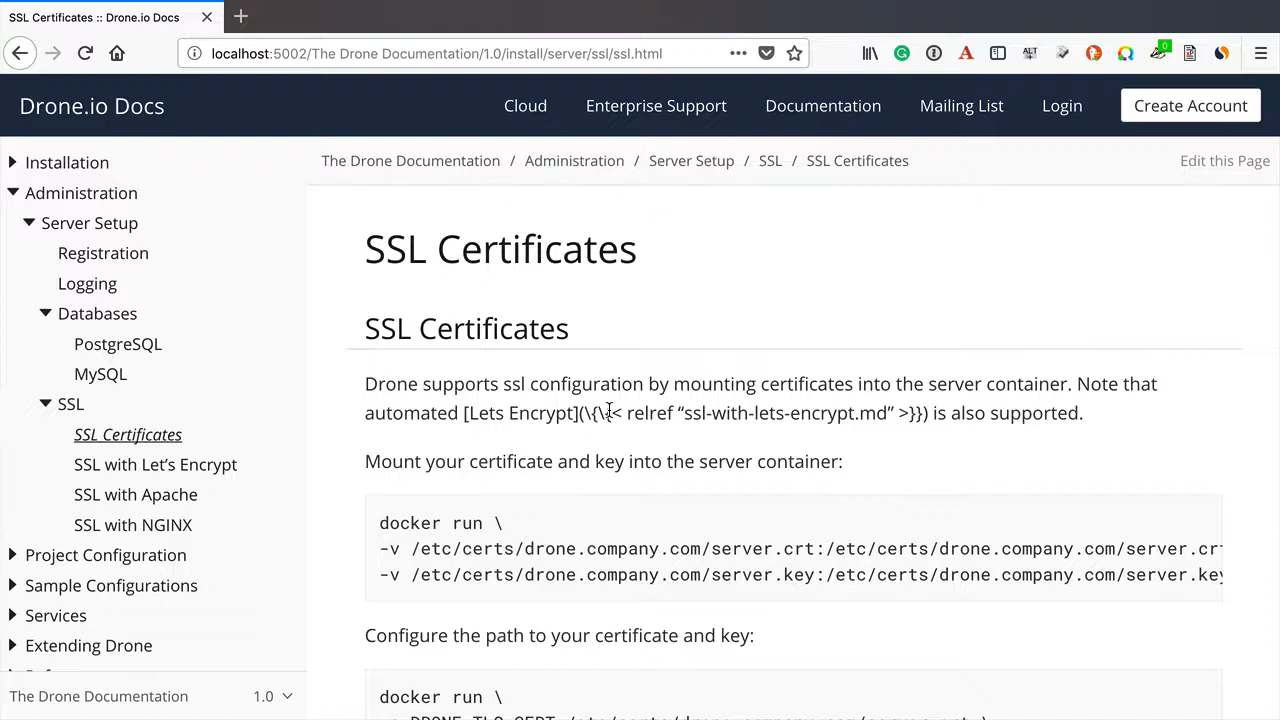 SSL Certificates :: Drone.io Docs
localhost:5002/The Drone Documentation/1.0/install/server/ssl/ssl.html
ALT
0
Drone.io Docs
Cloud
Enterprise Support
Documentation
Mailing List
Login
Create Account
Installation
Administration
Server Setup
Registration
Logging
Databases
PostgreSQL
MySQL
SSL
SSL Certificates
SSL with Let’s Encrypt
SSL with Apache
SSL with NGINX
Project Configuration
Sample Configurations
Services
Extending Drone
The Drone Documentation 1.0
The Drone Documentation / Administration / Server Setup / SSL / SSL Certificates
Edit this Page
SSL Certificates
SSL Certificates
Drone supports ssl configuration by mounting certificates into the server container. Note that
automated [Lets Encrypt](\{\{< relref “ssl-with-lets-encrypt.md” >}}) is also supported.
Mount your certificate and key into the server container:
docker run \
-v /etc/certs/drone.company.com/server.crt:/etc/certs/drone.company.com/server.crt
-v /etc/certs/drone.company.com/server.key:/etc/certs/drone.company.com/server.key
Configure the path to your certificate and key:
docker run \